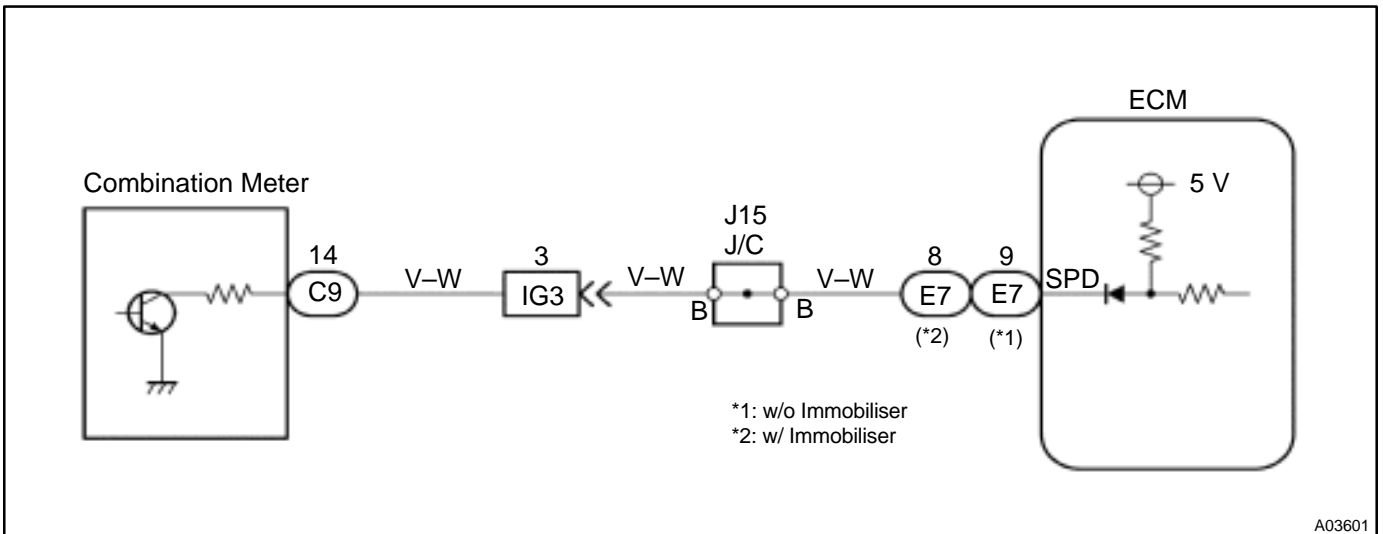 ECM
5 V
Combination Meter
J15
J/C
14
3
8
9
V–W
V–W
V–W
SPD
C9
IG3
B
B
E7
E7
(*2)
(*1)
*1: w/o Immobiliser
*2: w/ Immobiliser
A03601